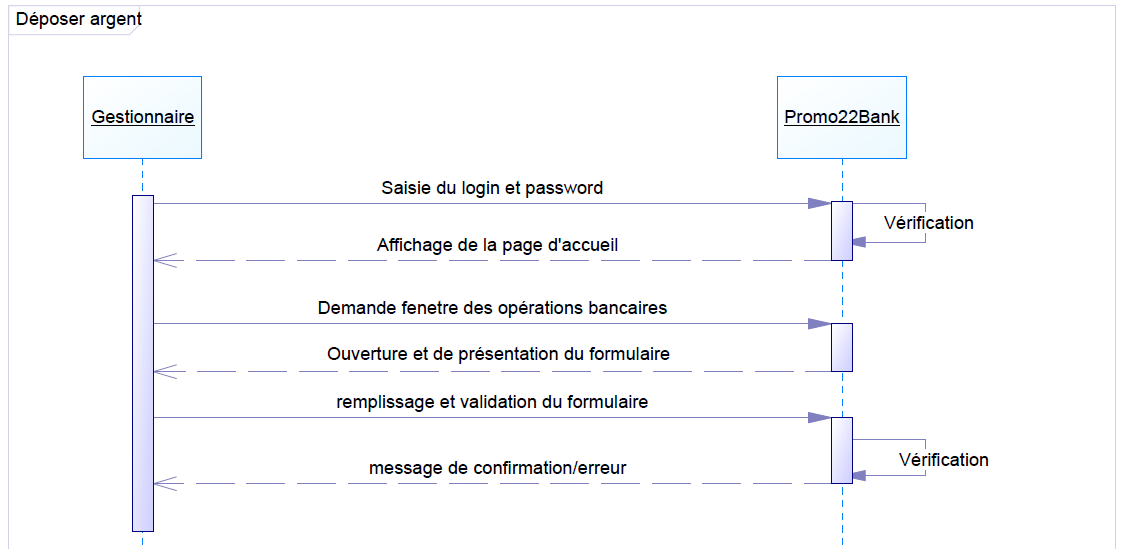 Déposer argent
Gestionnaire
Promo22Bank
Saisie du login et password
Vérification
Affichage de la page d'accueil
Demande fenetre des opérations bancaires
Ouverture et de présentation du formulaire
remplissage et validation du formulaire
Vérification
message de confirmation/erreur